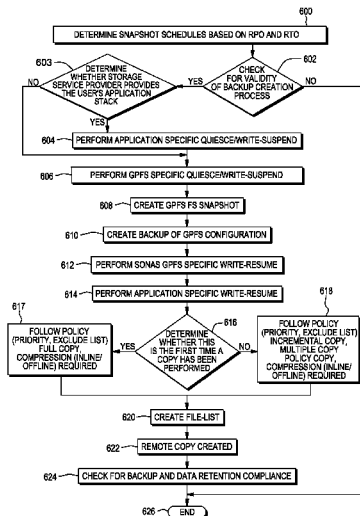 600
DETERMINE SNAPSHOT SCHEDULES BASED ON RPO AND RTO
603
DETERMINE
WHETHER STORAGE
SERVICE PROVIDER PROVIDES
THE USER'S APPLICATION
STACK
NO
YES
YES
602
CHECK
FOR VALIDITY
OF BACKUP CREATION
PROCESS
NO
604
PERFORM APPLICATION SPECIFIC QUIESCE/WRITE-SUSPEND
606
PERFORM GPFS SPECIFIC QUIESCE/WRITE-SUSPEND
608
CREATE GPFS FS SNAPSHOT
610
CREATE BACKUP OF GPFS CONFIGURATION
612
PERFORM SONAS GPFS SPECIFIC WRITE-RESUME
614
PERFORM APPLICATION SPECIFIC WRITE-RESUME
616
DETERMINE
WHETHER THIS
IS THE FIRST TIME A
COPY HAS BEEN
PERFORMED
YES
NO
617
FOLLOW POLICY
(PRIORITY, EXCLUDE LIST)
FULL COPY,
COMPRESSION (INLINE/
OFFLINE) REQUIRED
618
FOLLOW POLICY
(PRIORITY, EXCLUDE LIST)
INCREMENTAL COPY,
MULTIPLE COPY
POLICY COPY,
COMPRESSION (INLINE/
OFFLINE) REQUIRED
620
CREATE FILE-LIST
622
REMOTE COPY CREATED
624
CHECK FOR BACKUP AND DATA RETENTION COMPLIANCE
626
END